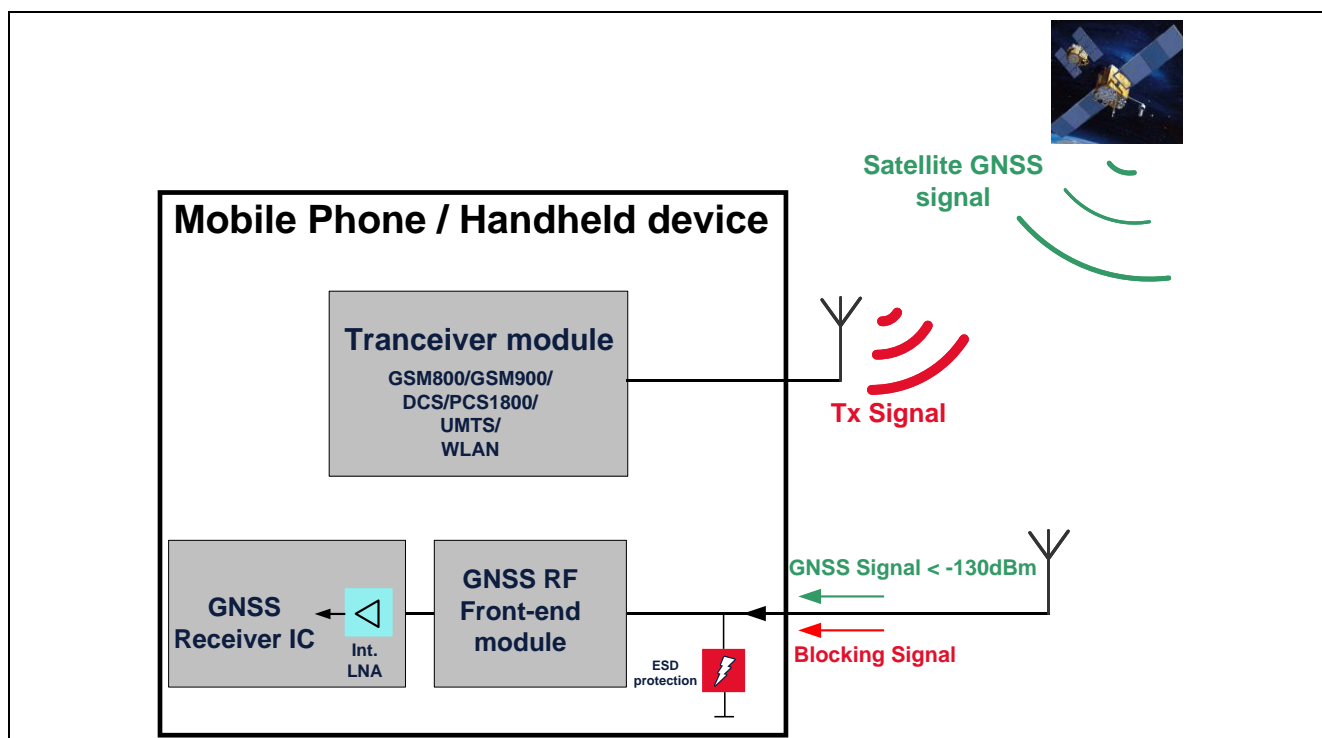 Satellite GNSS
signal
Mobile Phone / Handheld device
Tranceiver module
GSM800/GSM900/
DCS/PCS1800/
UMTS/
WLAN
Tx Signal
GNSS
Receiver IC
Int.
LNA
GNSS RF
Front-end
module
ESD
protection
GNSS Signal < -130dBm
Blocking Signal